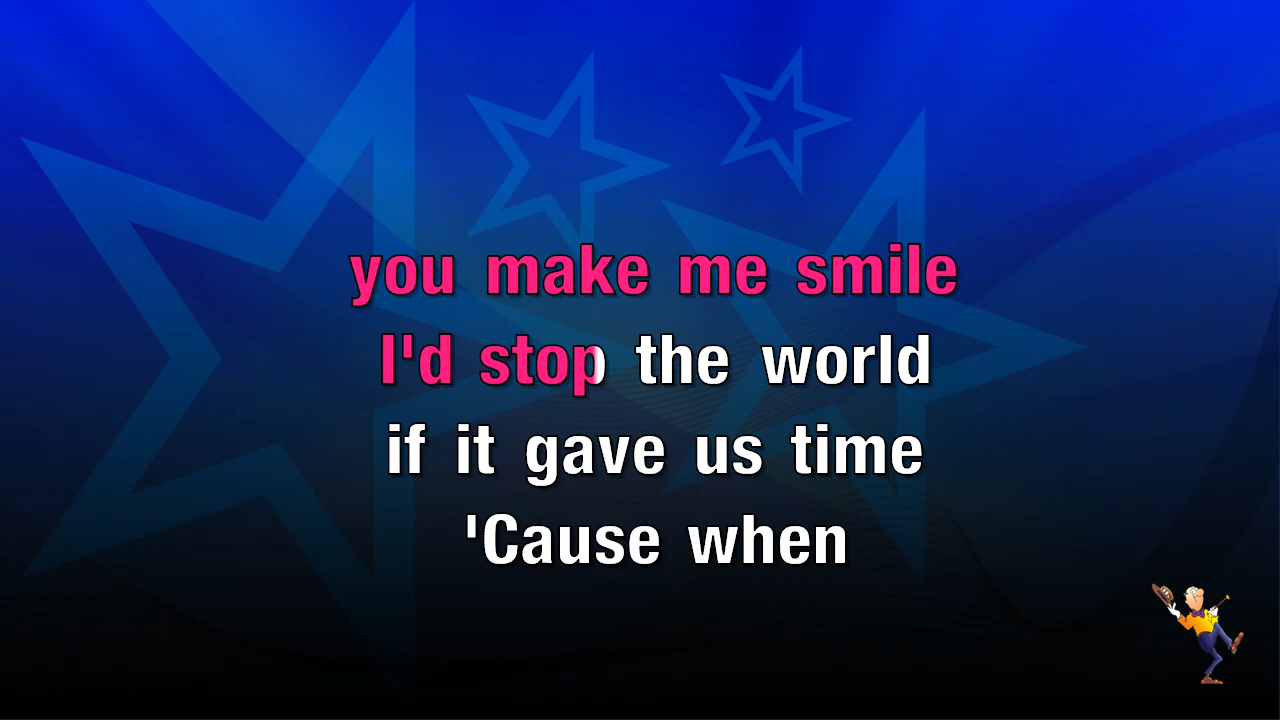 you make me smile
I'd stop the world
if it gave us time
'Cause when